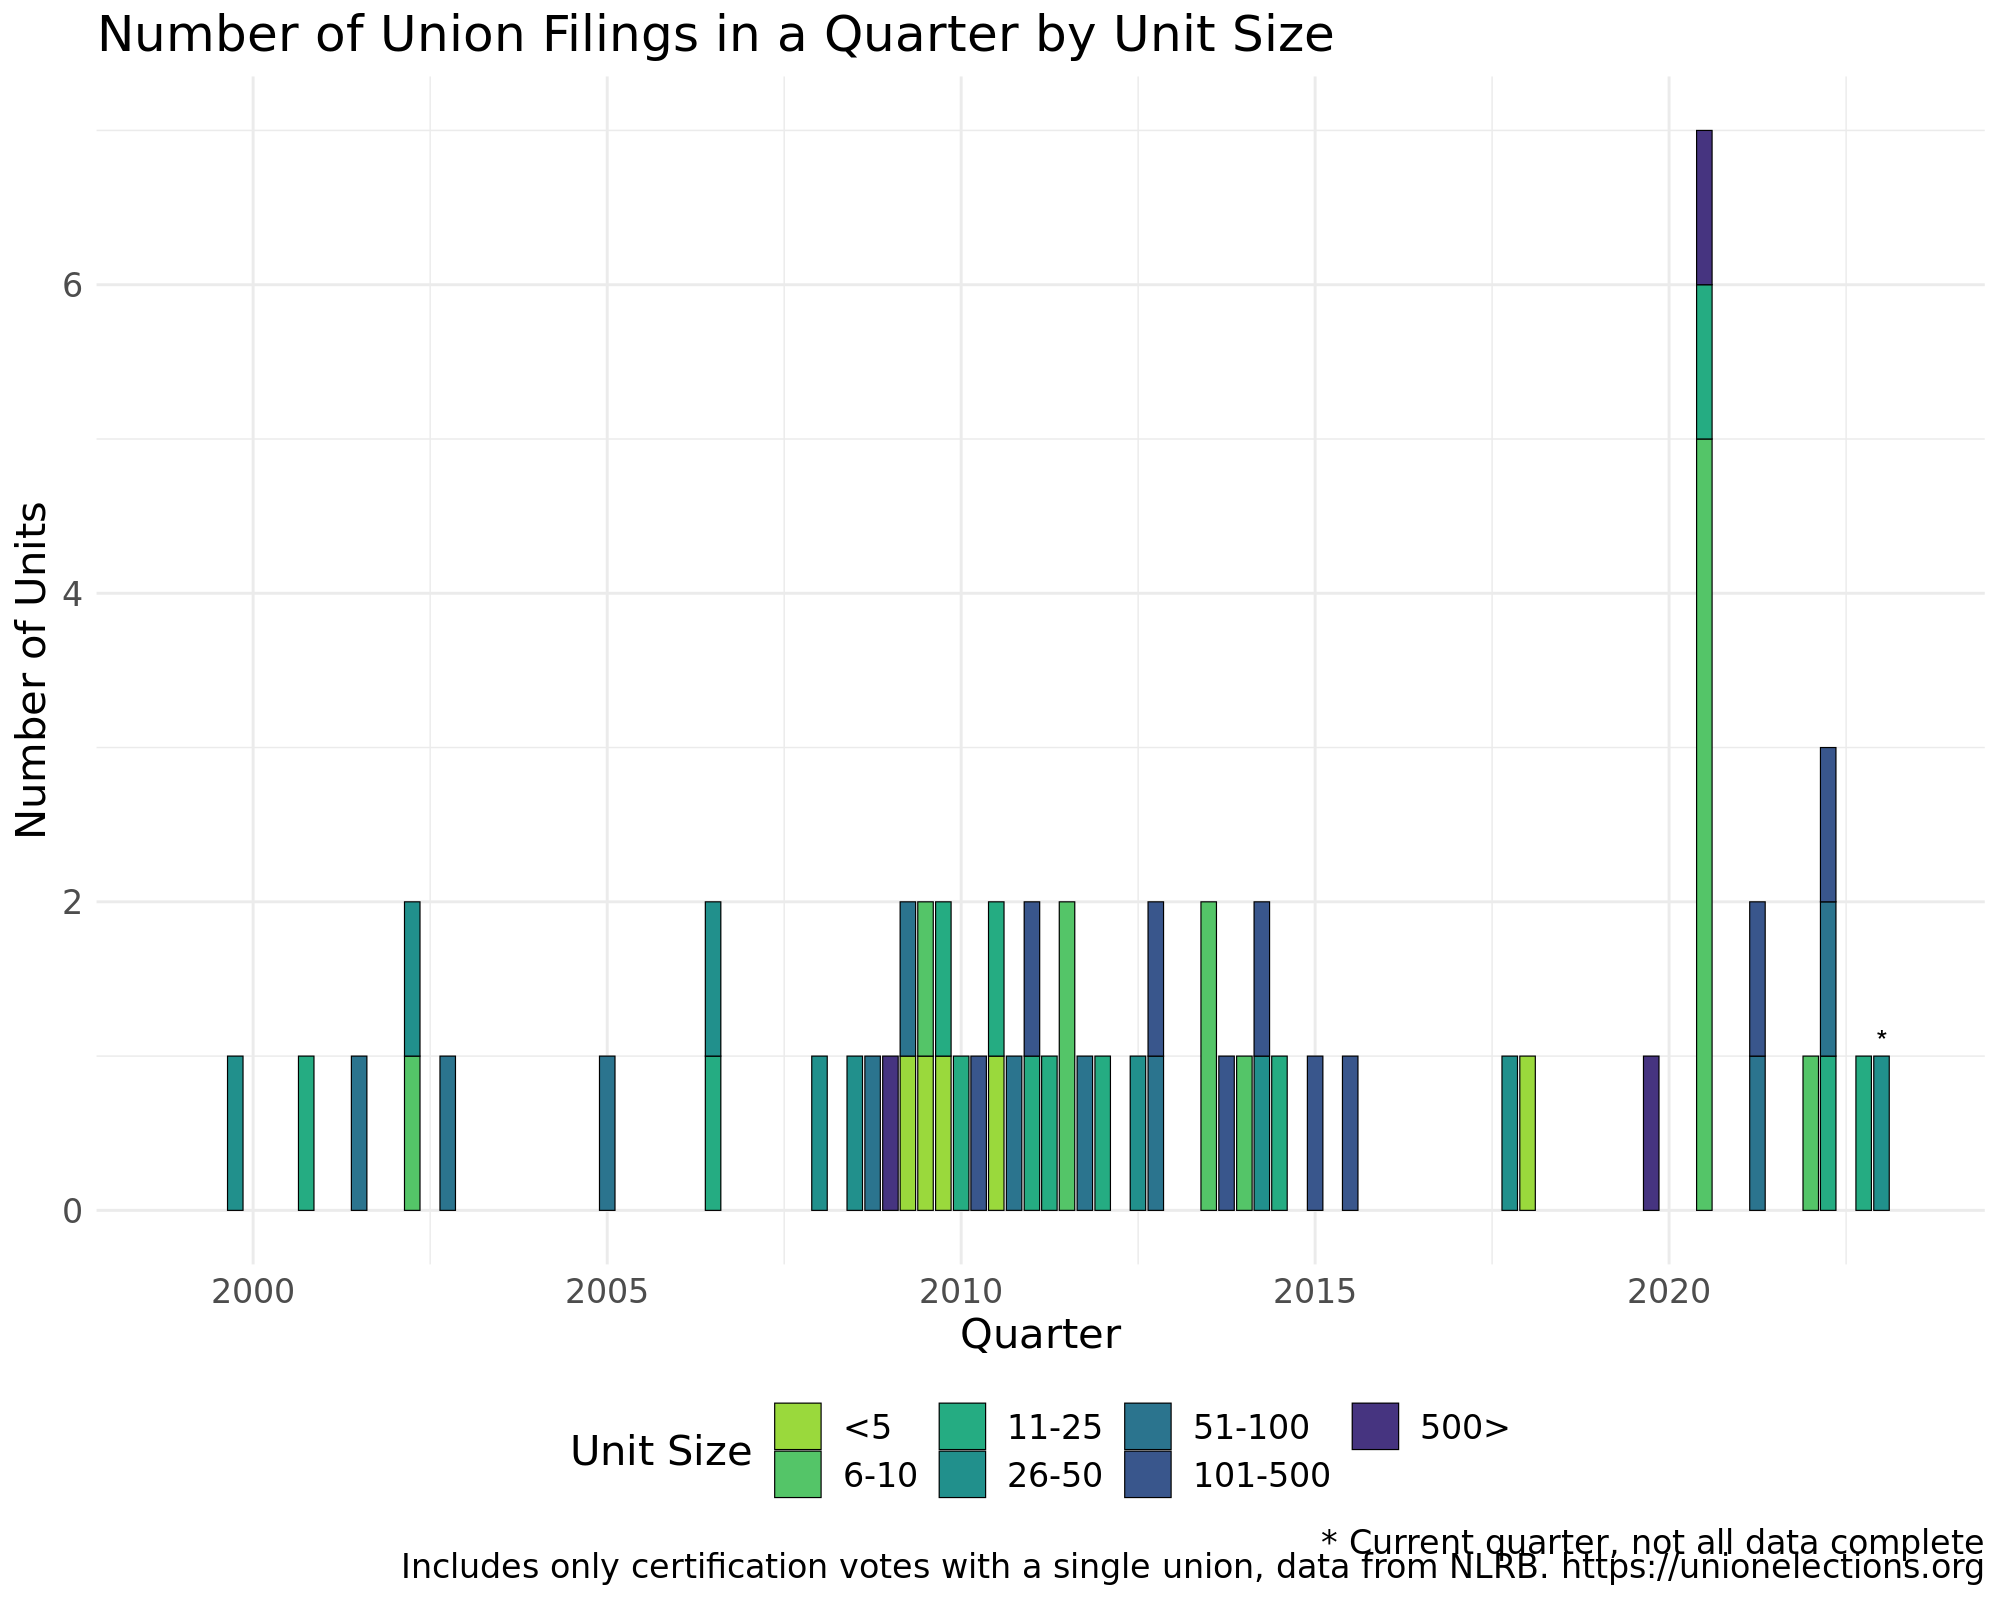 Number of Union Filings in a Quarter by Unit Size
Number of Units
6
4
2
0
*
2000 2005 2010 2015 2020
Quarter
Unit Size
<5 11-25 51-100 500>
6-10 26-50 101-500
* Current quarter, not all data complete
Includes only certification votes with a single union, data from NLRB. https://unionelections.org